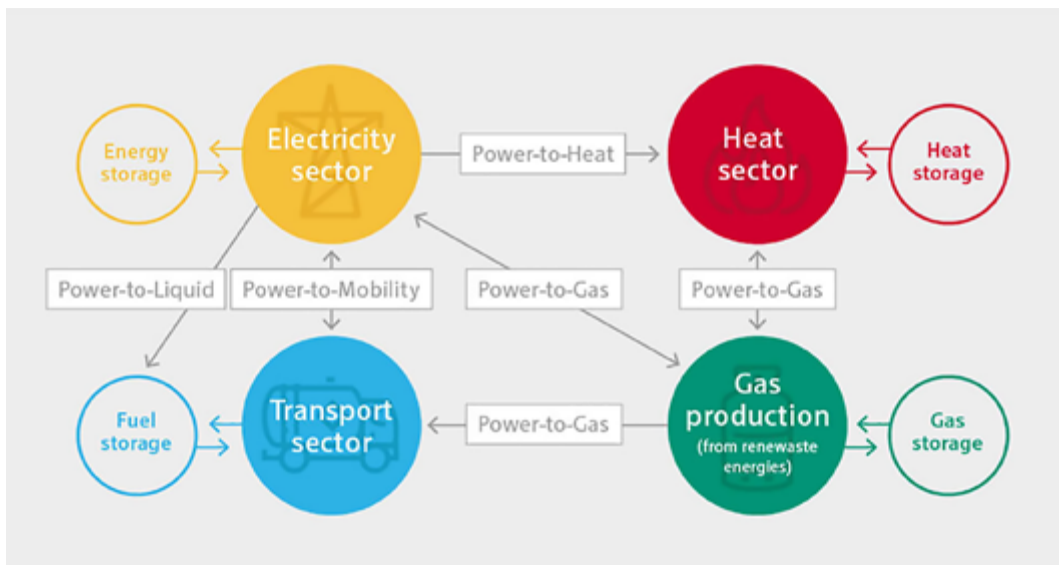 Energy
storage
Electricity
sector
Power-to-Heat
Heat
sector
Heat
storage
Power-to-Liquid
Power-to-Mobility
Power-to-Gas
Power-to-Gas
Fuel
storage
Transport
sector
Power-to-Gas
Gas
production
(from renewaste
energies)
Gas
storage